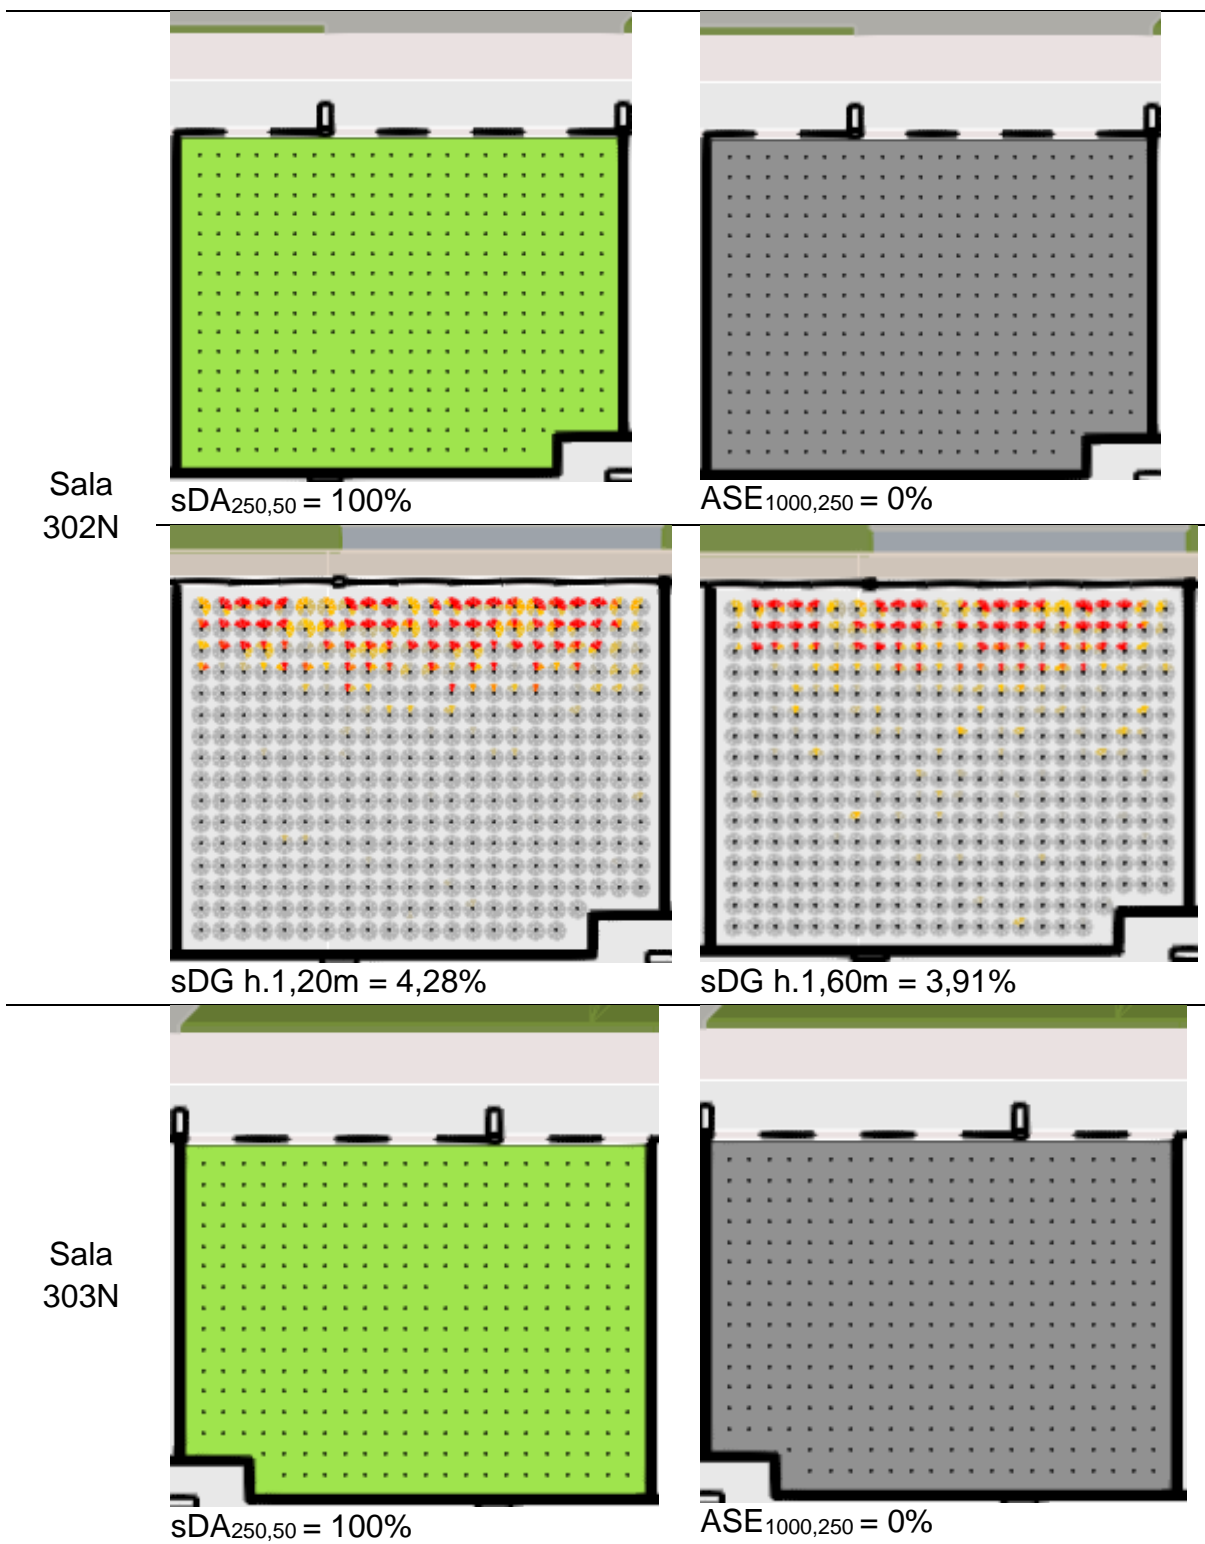 Sala
302N
sDA250,50 = 100%
ASE1000,250 = 0%
sDG h.1,20m = 4,28%
sDG h.1,60m = 3,91%
Sala
303N
sDA250,50 = 100%
ASE1000,250 = 0%